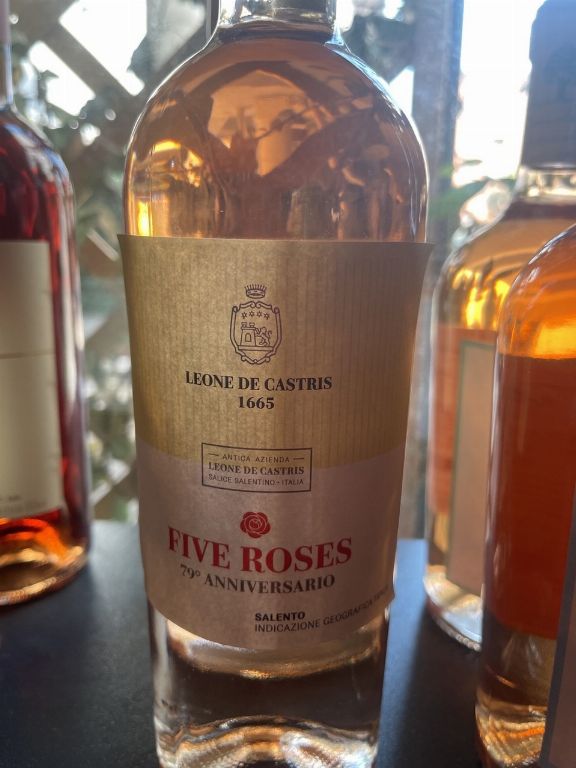 LEONE DE CASTRIS
1665
ANTICA AZIENDA
LEONE DE CASTRIS
SALICE SALENTINO - ITALIA
FIVE ROSES
79° ANNIVERSARIO
SALENTO
INDICAZIONE GEOGRAFICA